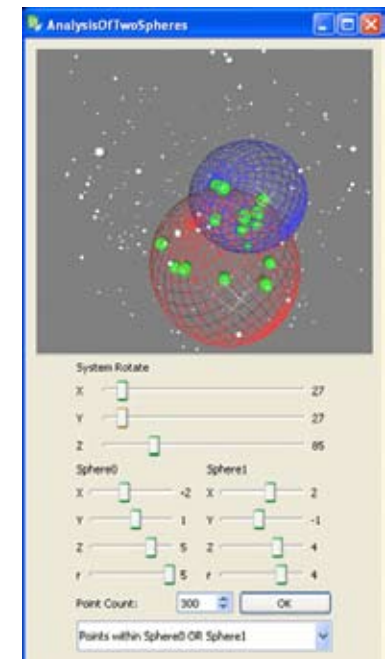 AnalysisOfTwoSpheres
System Rotate
X 27
Y 27
Z 85
Sphere0 Sphere1
X -2 X 2
Y 1 Y -1
Z 5 Z 4
r 5 r 4
Point Count: 300 OK
Points within Sphere0 OR Sphere1